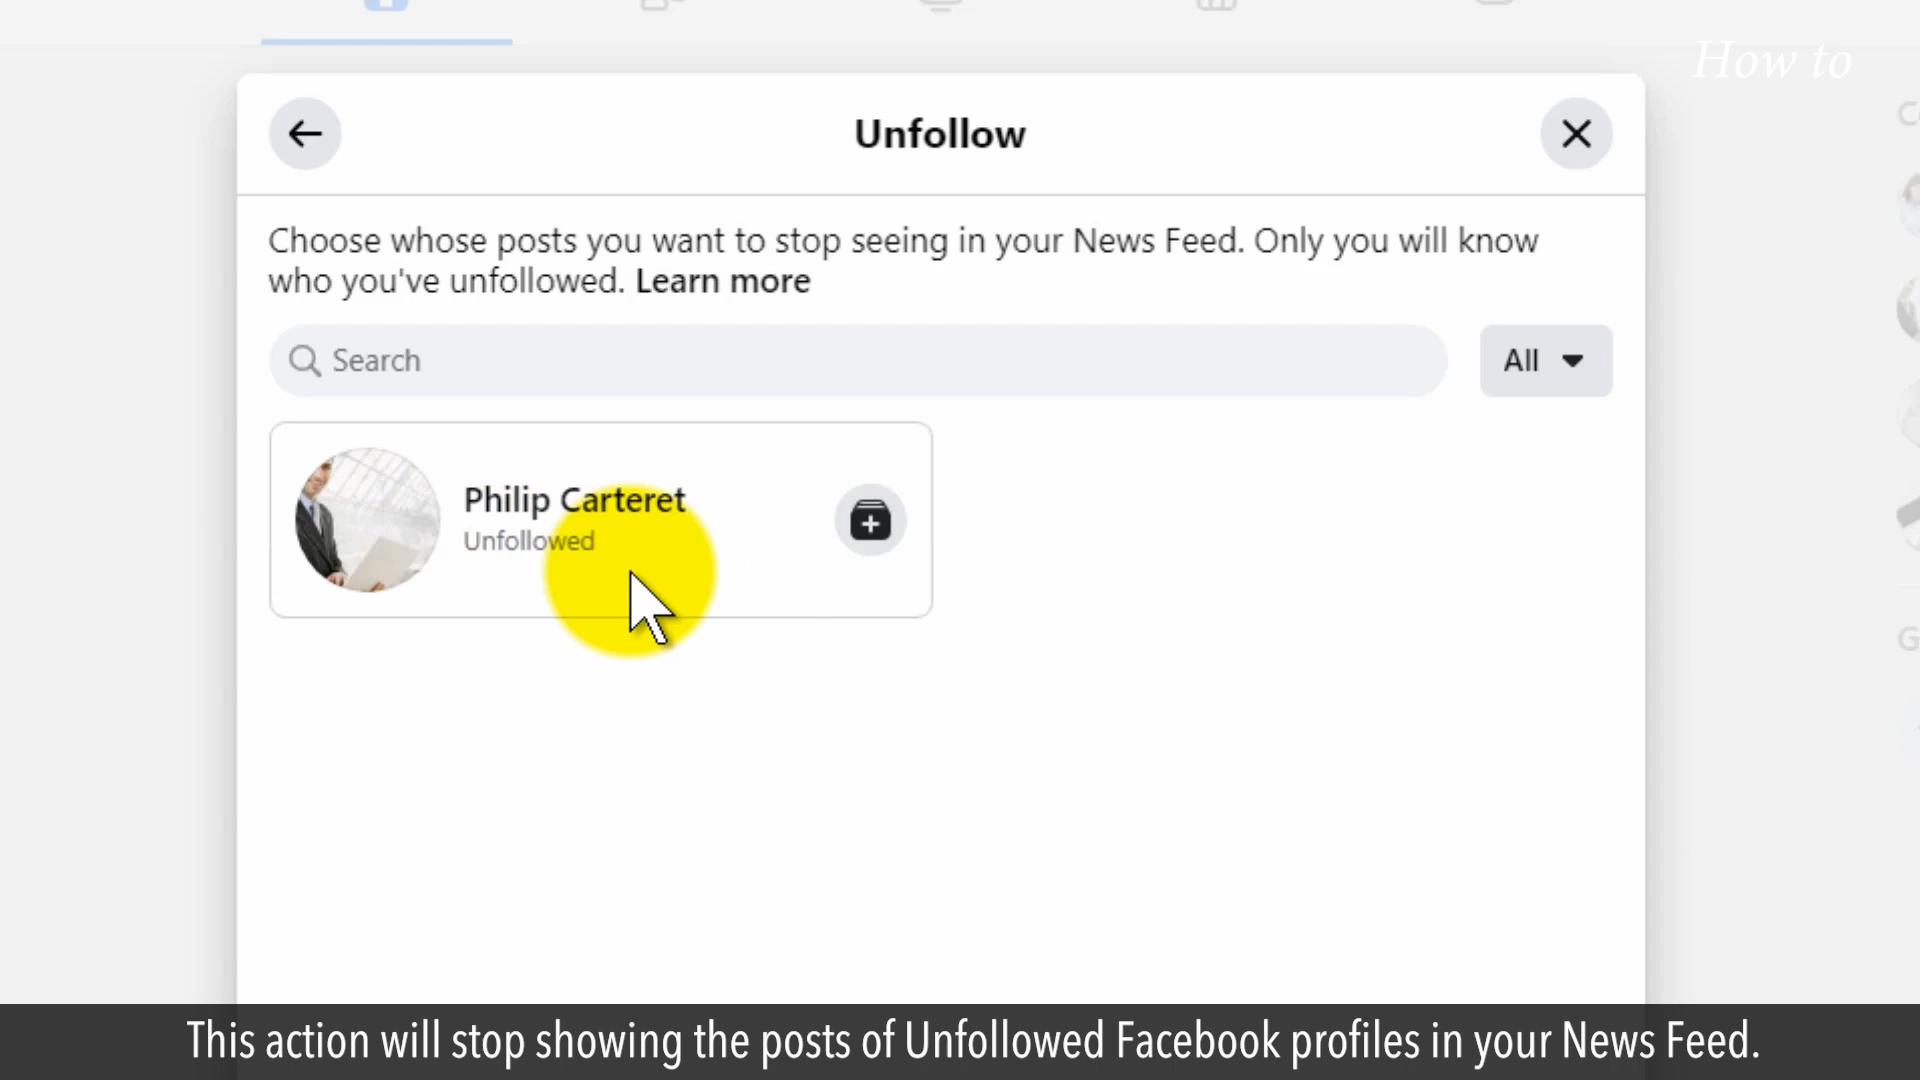 How to
Unfollow
Choose whose posts you want to stop seeing in your News Feed. Only you will know
who you've unfollowed. Learn more
Search
All
Philip Carteret
Unfollowed
This action will stop showing the posts of Unfollowed Facebook profiles in your News Feed.